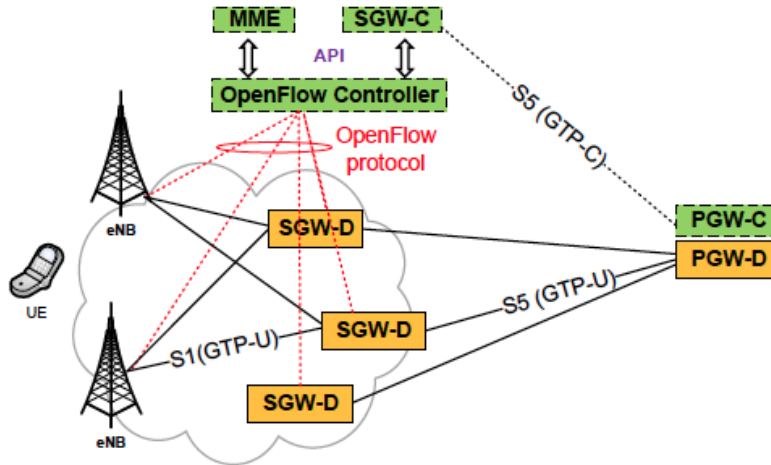 MME
SGW-C
API
OpenFlow Controller
S5 (GTP-C)
OpenFlow
protocol
eNB
SGW-D
PGW-C
PGW-D
UE
S5 (GTP-U)
S1(GTP-U)
SGW-D
SGW-D
eNB